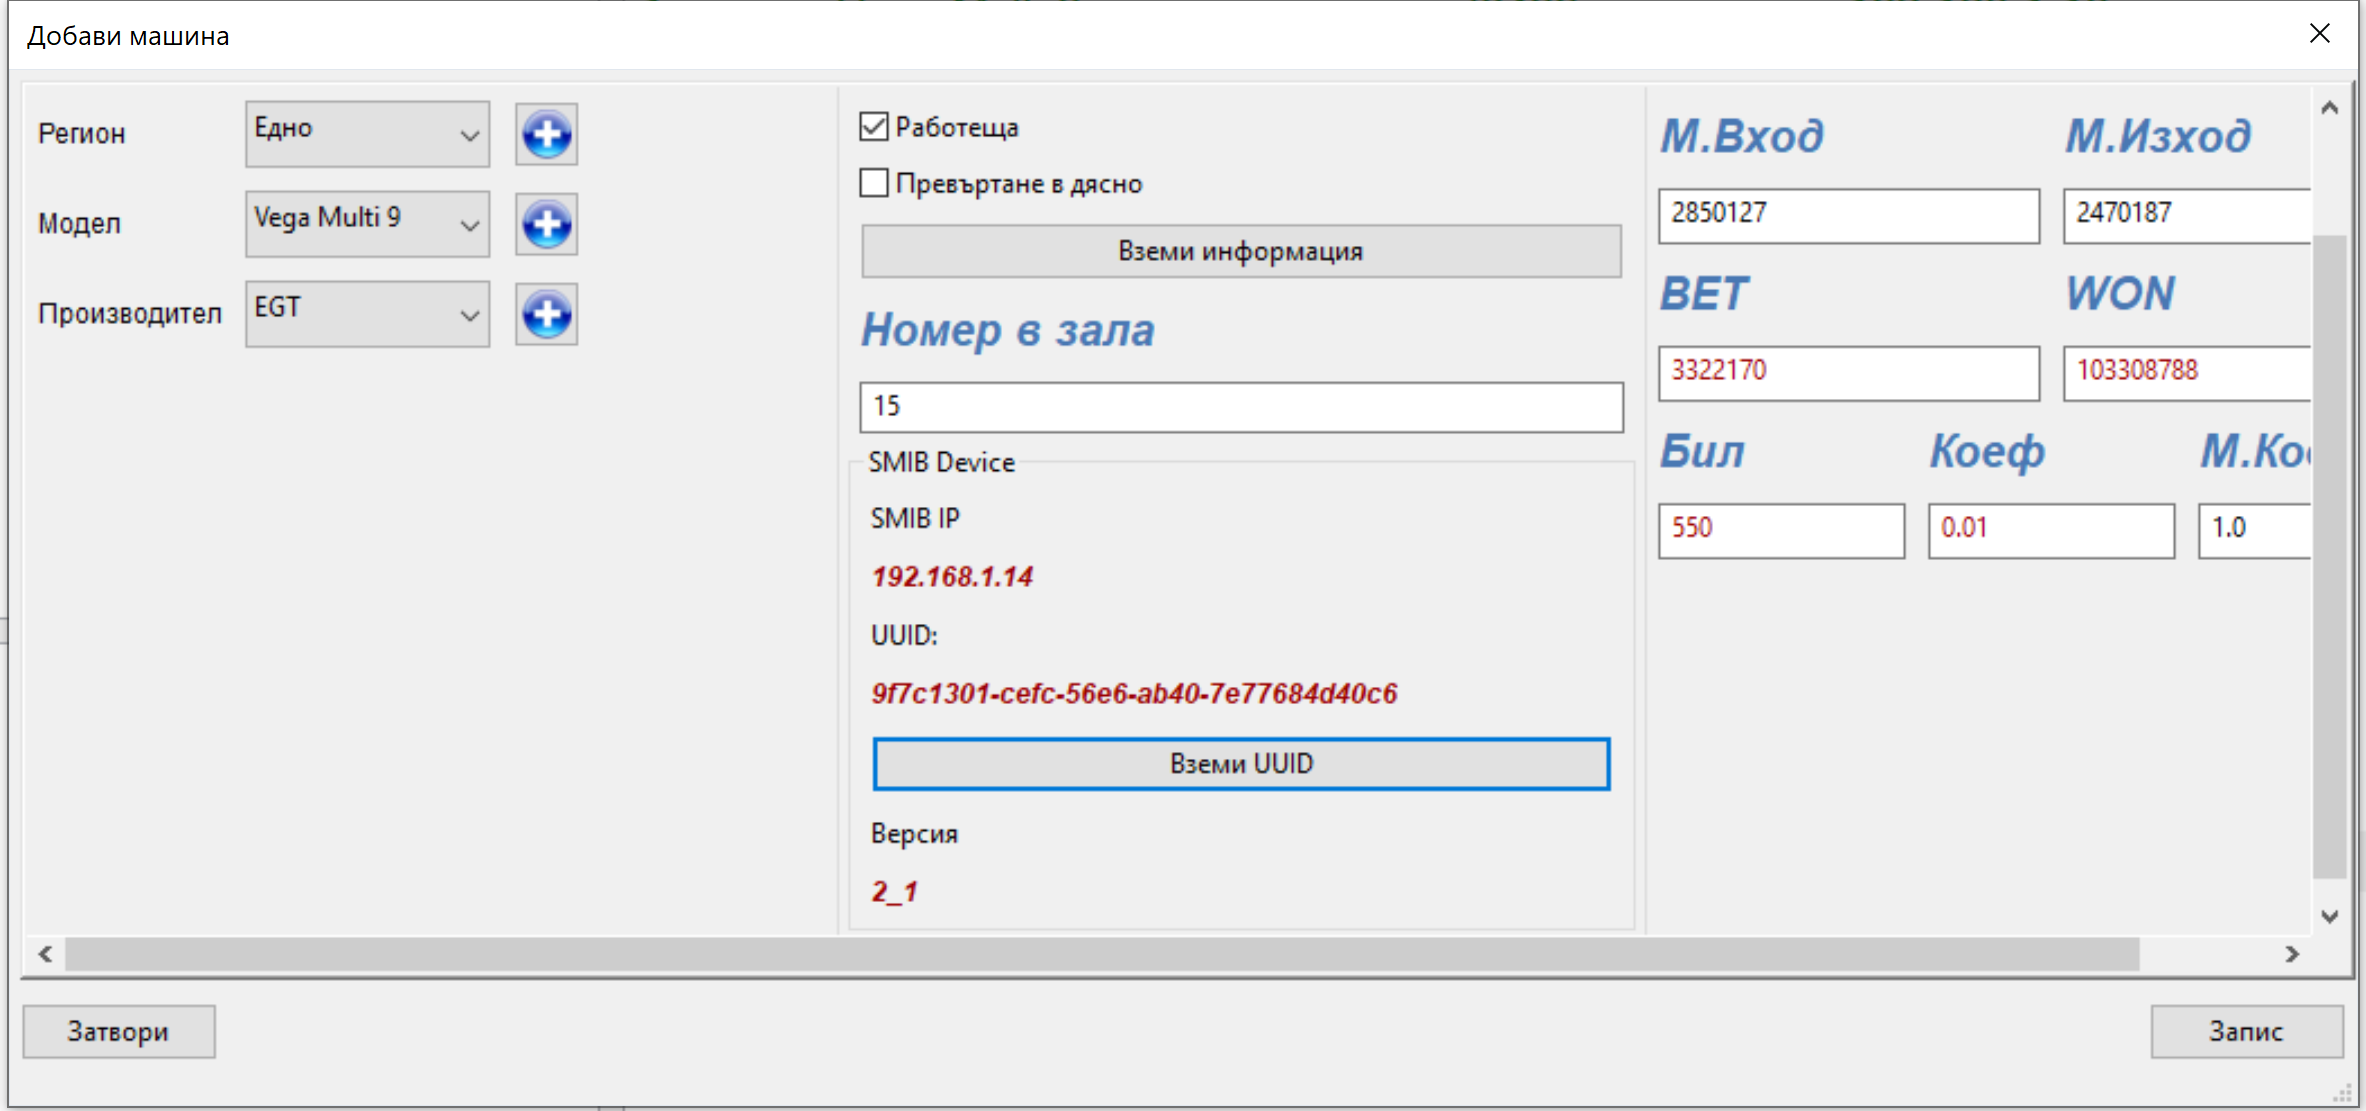 Добави машина
Регион
Едно
Модел
Vega Multi 9
Производител
EGT
Работеща
Превъртане в дясно
Вземи информация
Номер в зала
15
SMIB Device
SMIB IP
192.168.1.14
UUID:
9f7c1301-cefc-56e6-ab40-7e77684d40c6
Вземи UUID
Версия
2_1
М.Вход М.Изход
2850127 2470187
BET WON
3322170 103308788
Бил Коеф
550 0.01 1.0
Затвори Запис